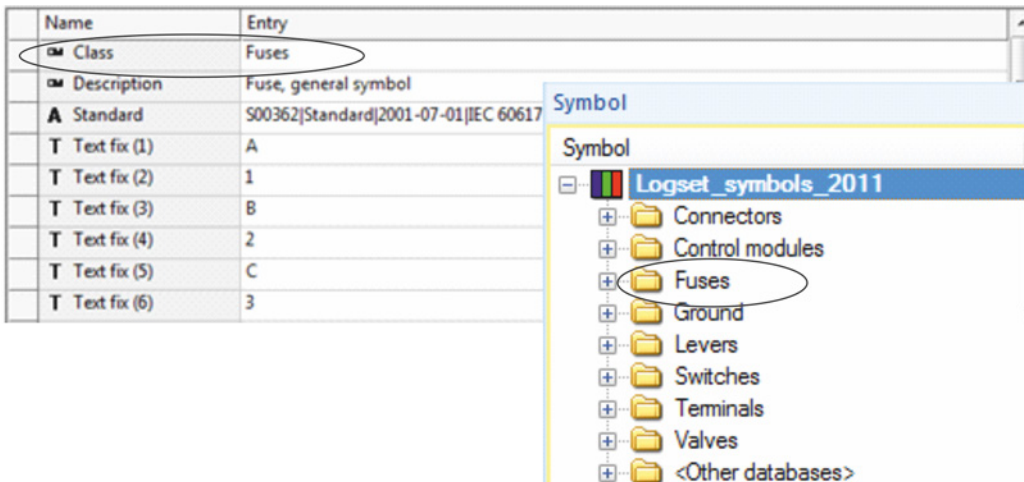 Name Entry
Class Fuses
Description Fuse, general symbol
A Standard S00362|Standard|2001-07-01|IEC 60617
T Text fix (1) A
T Text fix (2) 1
T Text fix (3) B
T Text fix (4) 2
T Text fix (5) C
T Text fix (6) 3
Symbol
Symbol
Logset_symbols_2011
Connectors
Control modules
Fuses
Ground
Levers
Switches
Terminals
Valves
<Other databases>